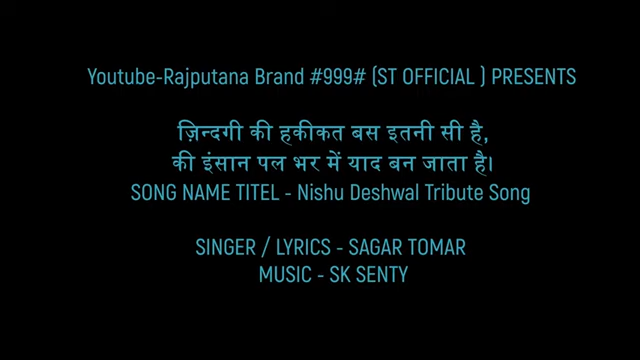 Youtube-Rajputana Brand #999# (ST OFFICIAL ) PRESENTS
ज़िन्दगी की हकीकत बस इतनी सी है,
की इंसान पल भर में याद बन जाता है।
SONG NAME TITEL - Nishu Deshwal Tribute Song
SINGER / LYRICS - SAGAR TOMAR
MUSIC - SK SENTY